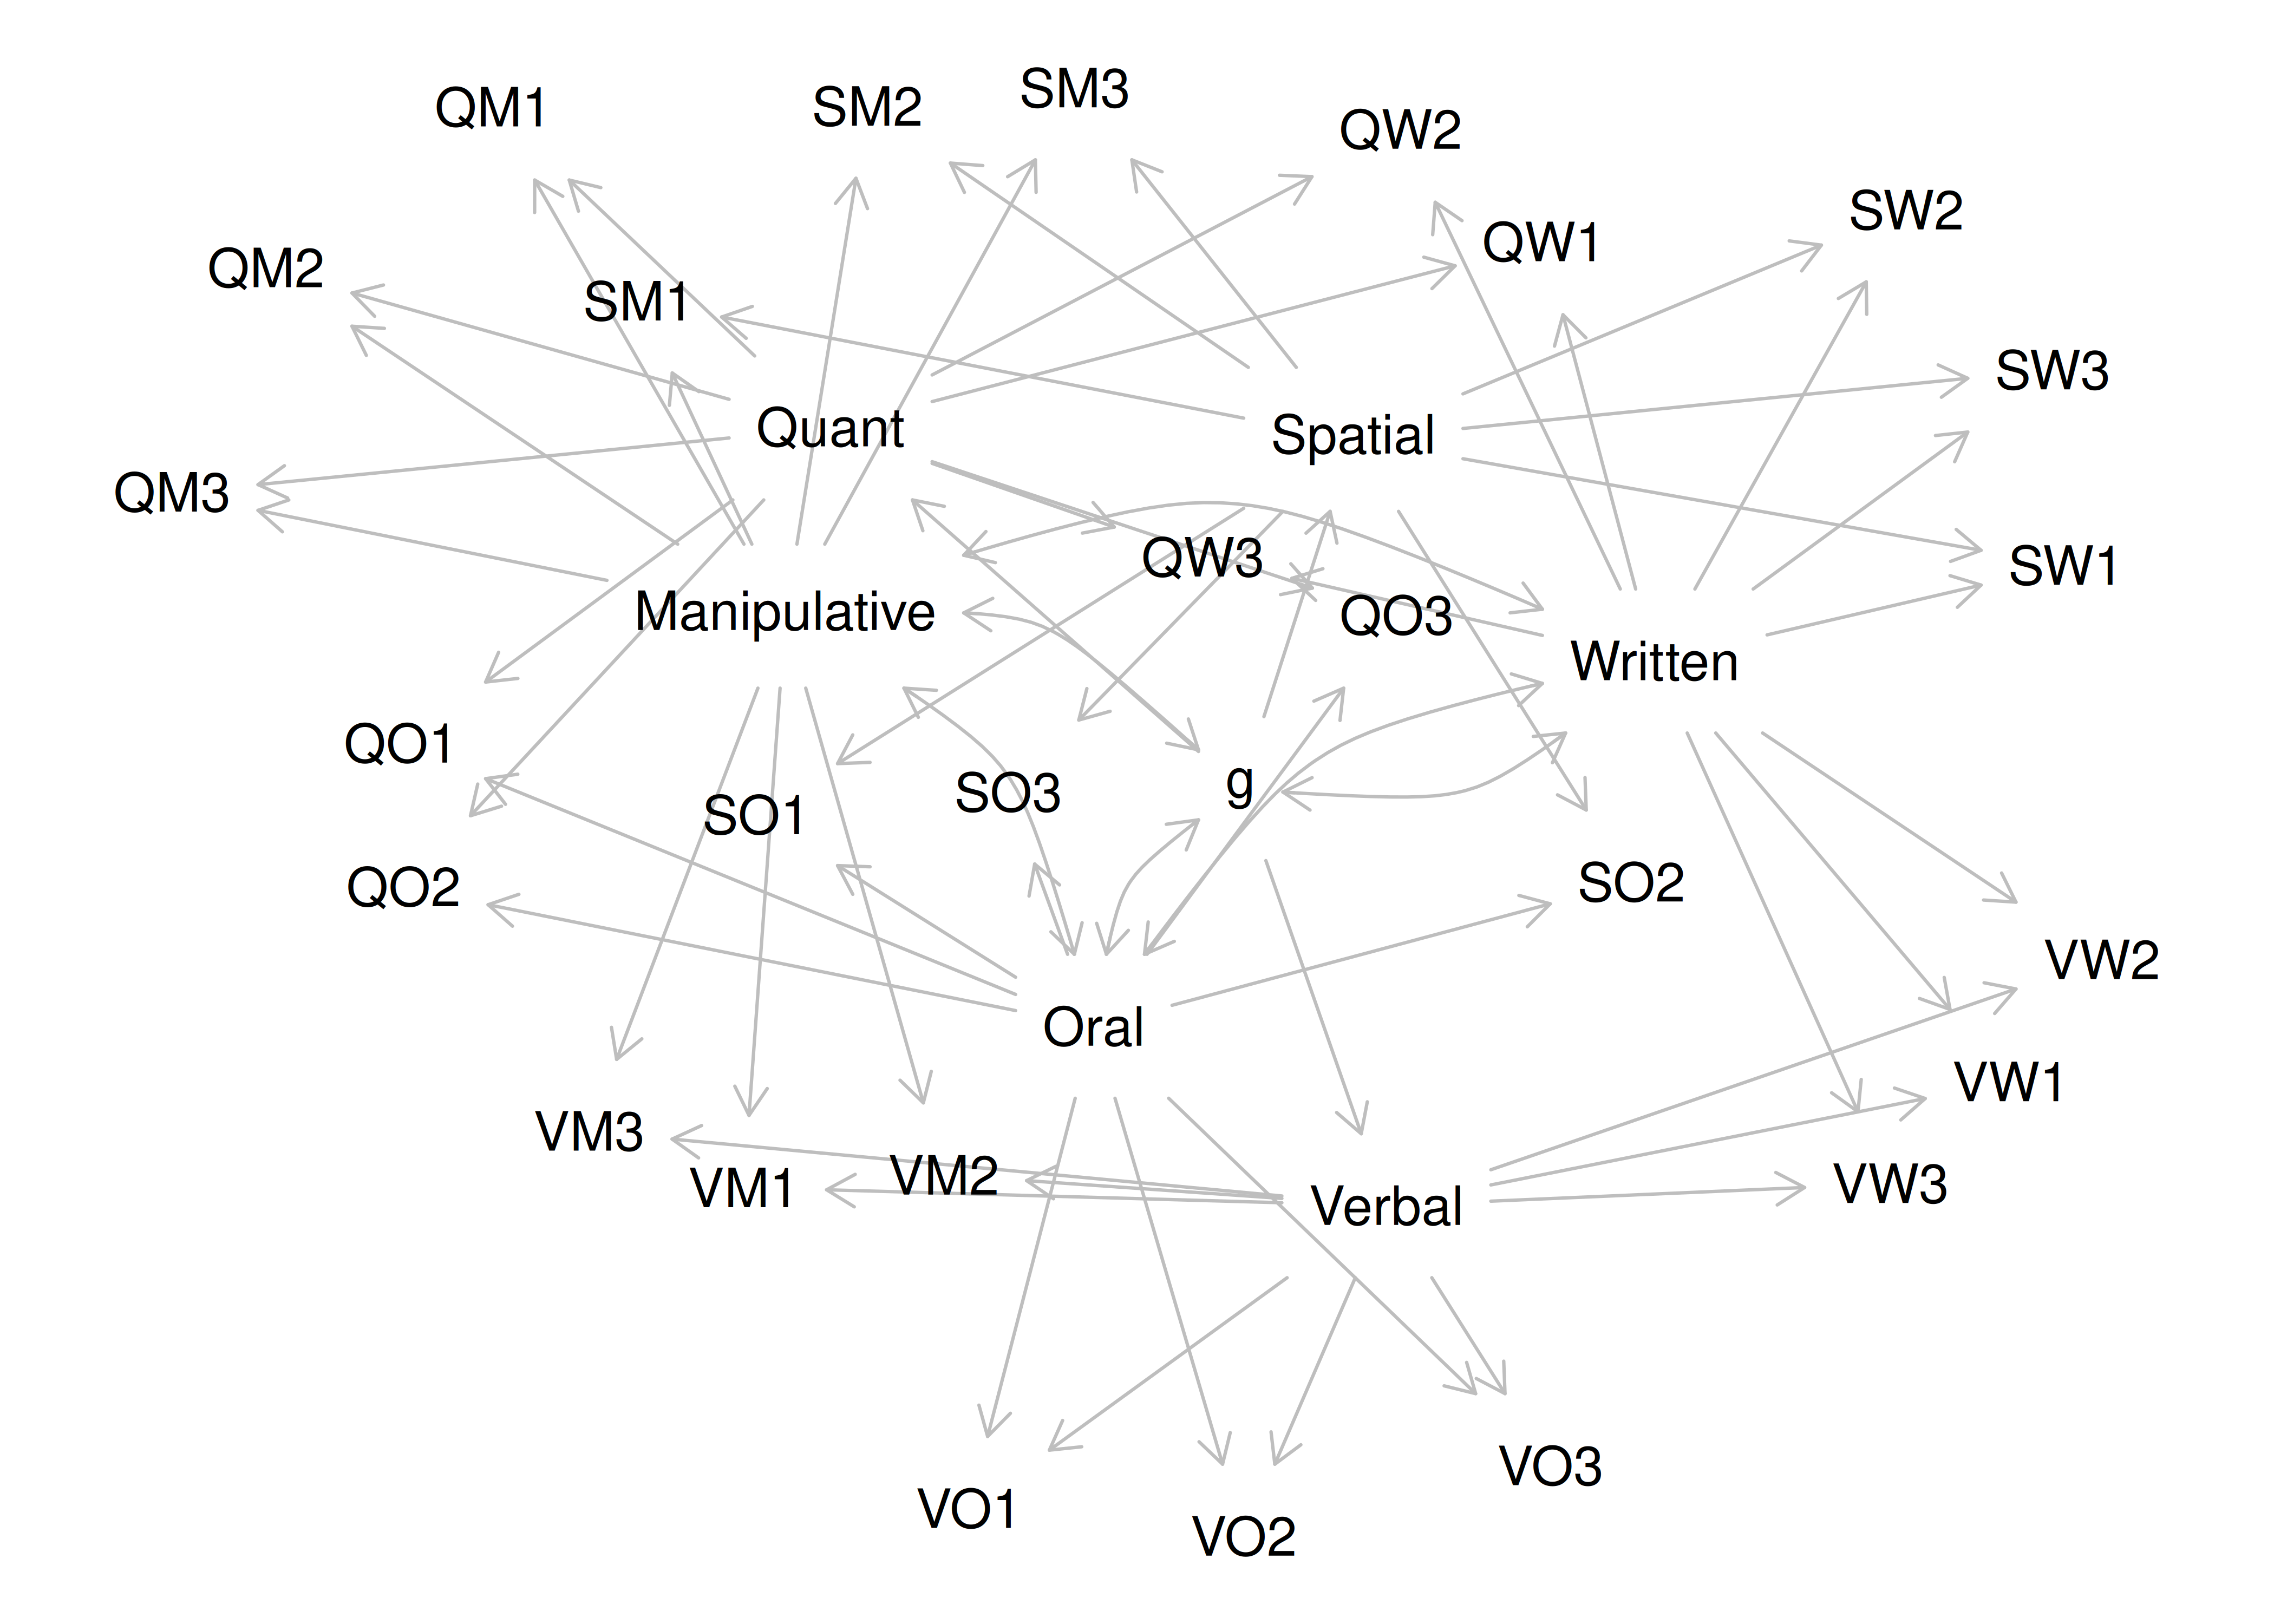 SM3
QM1
SM2
QW2
SW2
QW1
QM2
SM1
SW3
Quant
Spatial
QM3
QW3
SW1
Manipulative
QO3
Written
QO1
g
SO3
SO1
SO2
QO2
VW2
Oral
VW1
VM3
VM2
VW3
VM1
Verbal
VO3
VO1
VO2